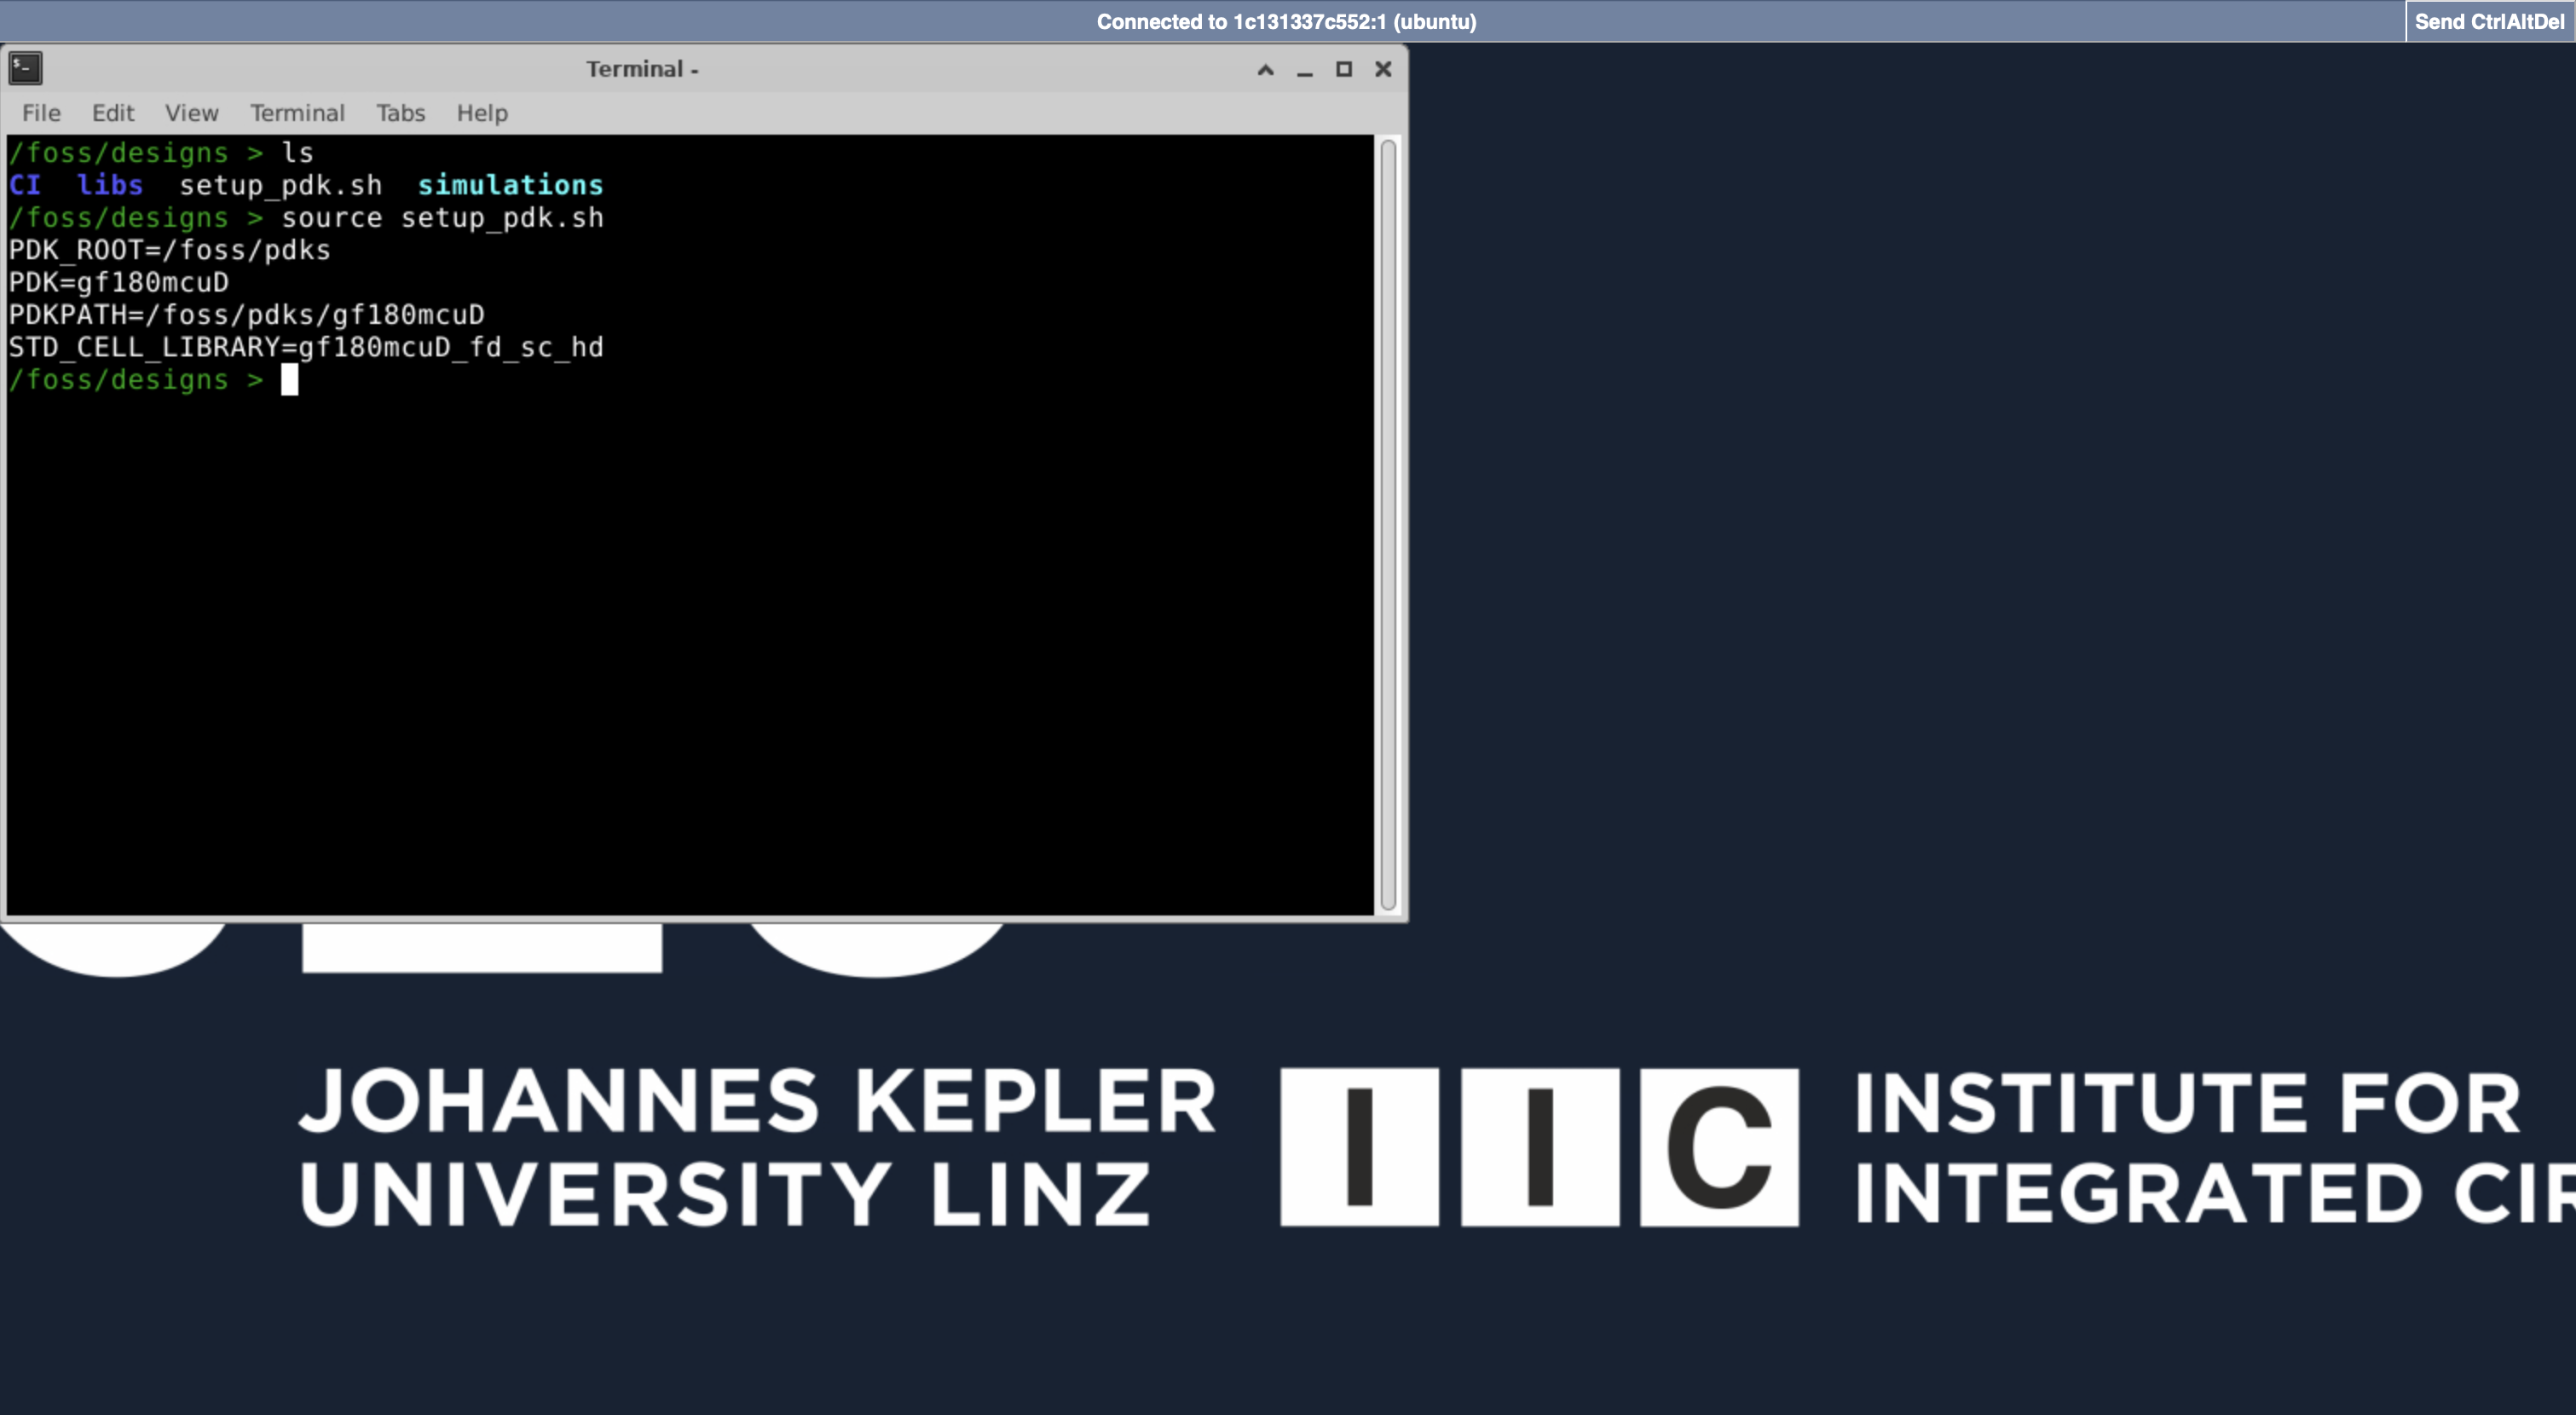 Connected to 1c131337c552:1 (ubuntu)
Send CtrlAltDel
Terminal -
File Edit View Terminal Tabs Help
/foss/designs > ls
CI libs setup_pdk.sh simulations
/foss/designs > source setup_pdk.sh
PDK_ROOT=/foss/pdks
PDK=gf180mcuD
PDKPATH=/foss/pdks/gf180mcuD
STD_CELL_LIBRARY=gf180mcuD_fd_sc_hd
/foss/designs >
JOHANNES KEPLER
UNIVERSITY LINZ
IIC
INSTITUTE FOR
INTEGRATED